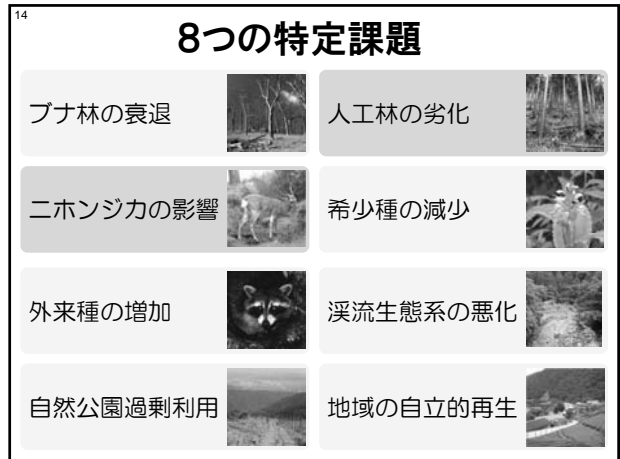 14
8つの特定課題
ブナ林の衰退
人工林の劣化
ニホンジカの影響
希少種の減少
外来種の増加
渓流生態系の悪化
自然公園過剰利用
地域の自立的再生